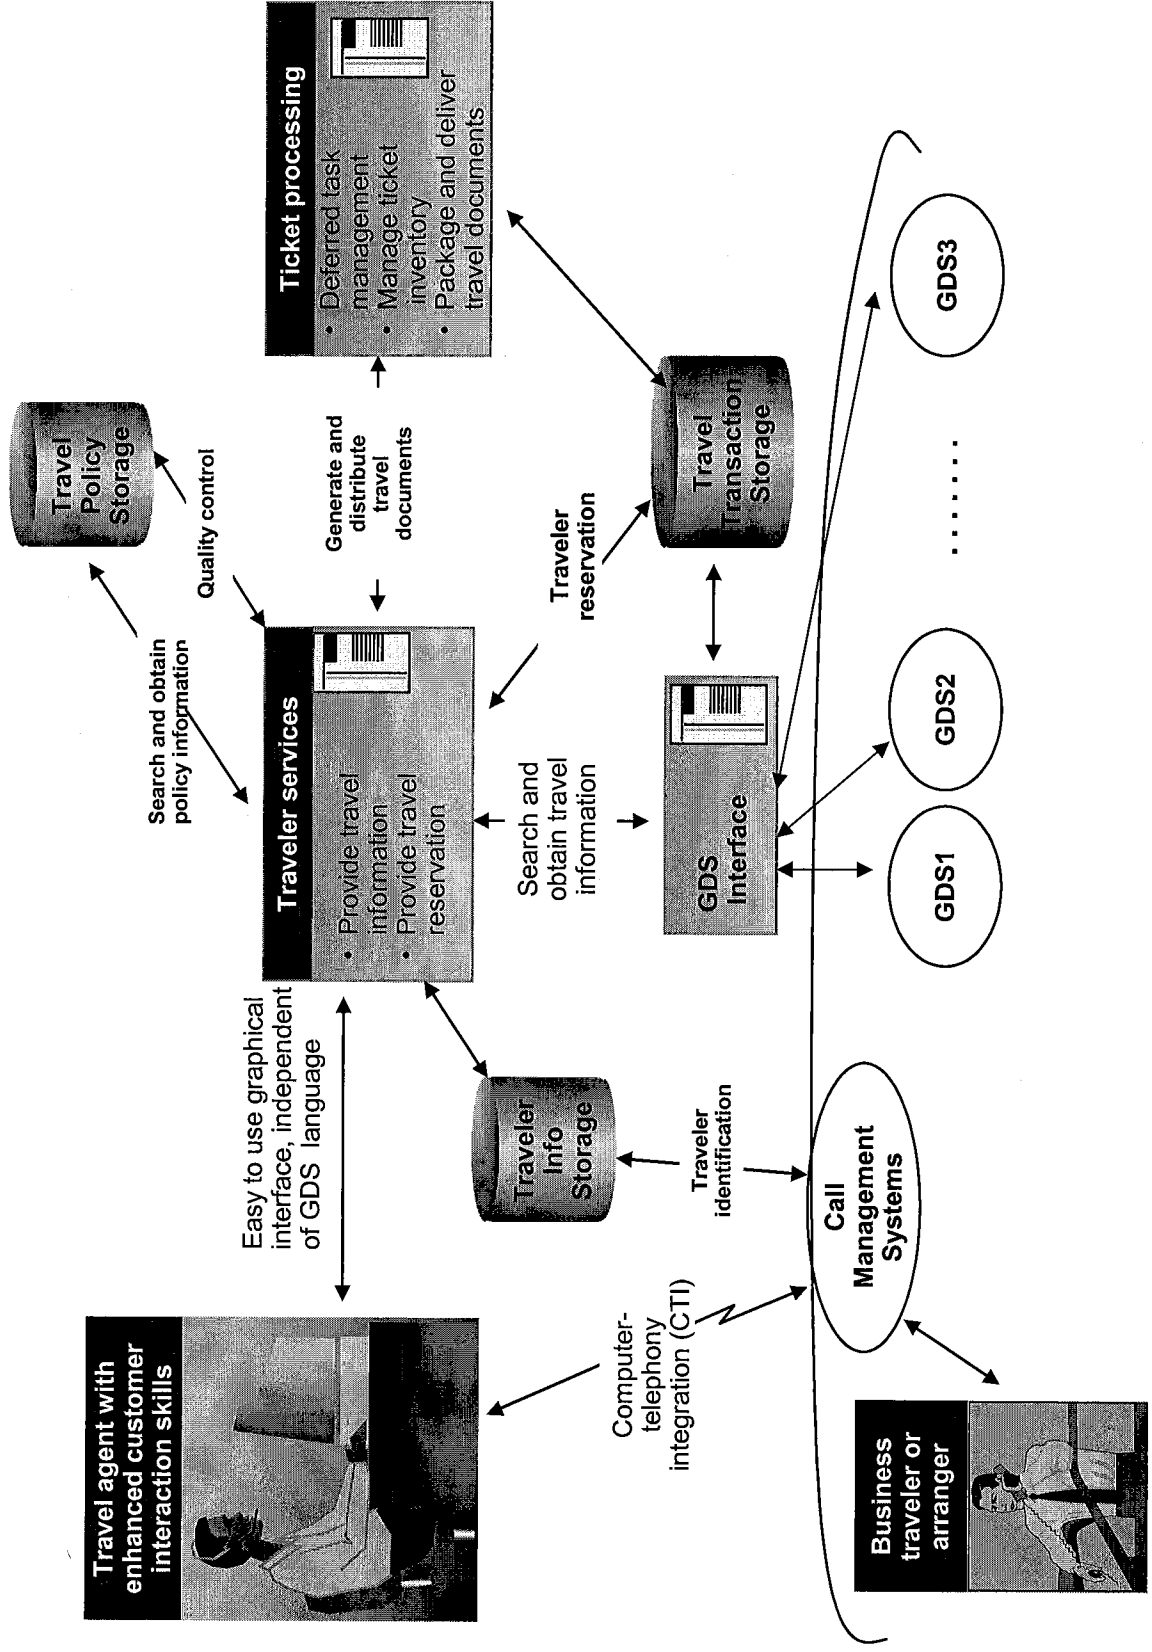 Travel agent with
enhanced customer
interaction skills
Easy to use graphical
interface, independent
of GDS language
Search and obtain
policy information
Quality control
Travel
Policy
Storage
Traveler services
• Provide travel
information
• Provide travel
reservation
Generate and
distribute
travel
documents
Ticket processing
• Deferred task
management
• Manage ticket
inventory
• Package and deliver
travel documents
Traveler
Info
Storage
Search and
obtain travel
information
Traveler
reservation
Computer-
telephony
integration (CTI)
Traveler
identification
GDS
Interface
Travel
Transaction
Storage
Business
traveler or
arranger
Call
Management
Systems
GDS1
GDS2
.......
GDS3